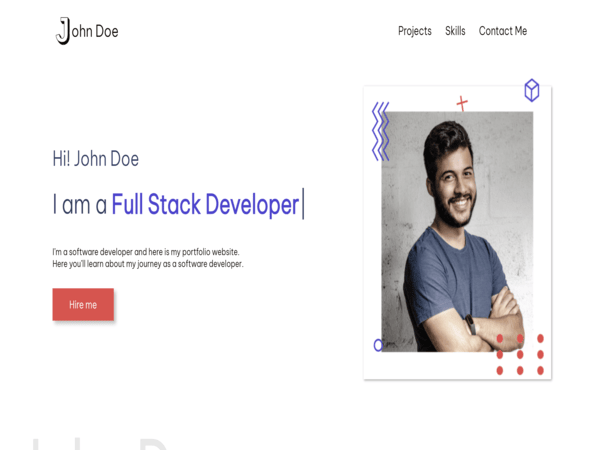 John Doe
Projects Skills Contact Me
Hi! John Doe
I am a Full Stack Developer
I'm a software developer and here is my portfolio website.
Here you'll learn about my journey as a software developer.
Hire me